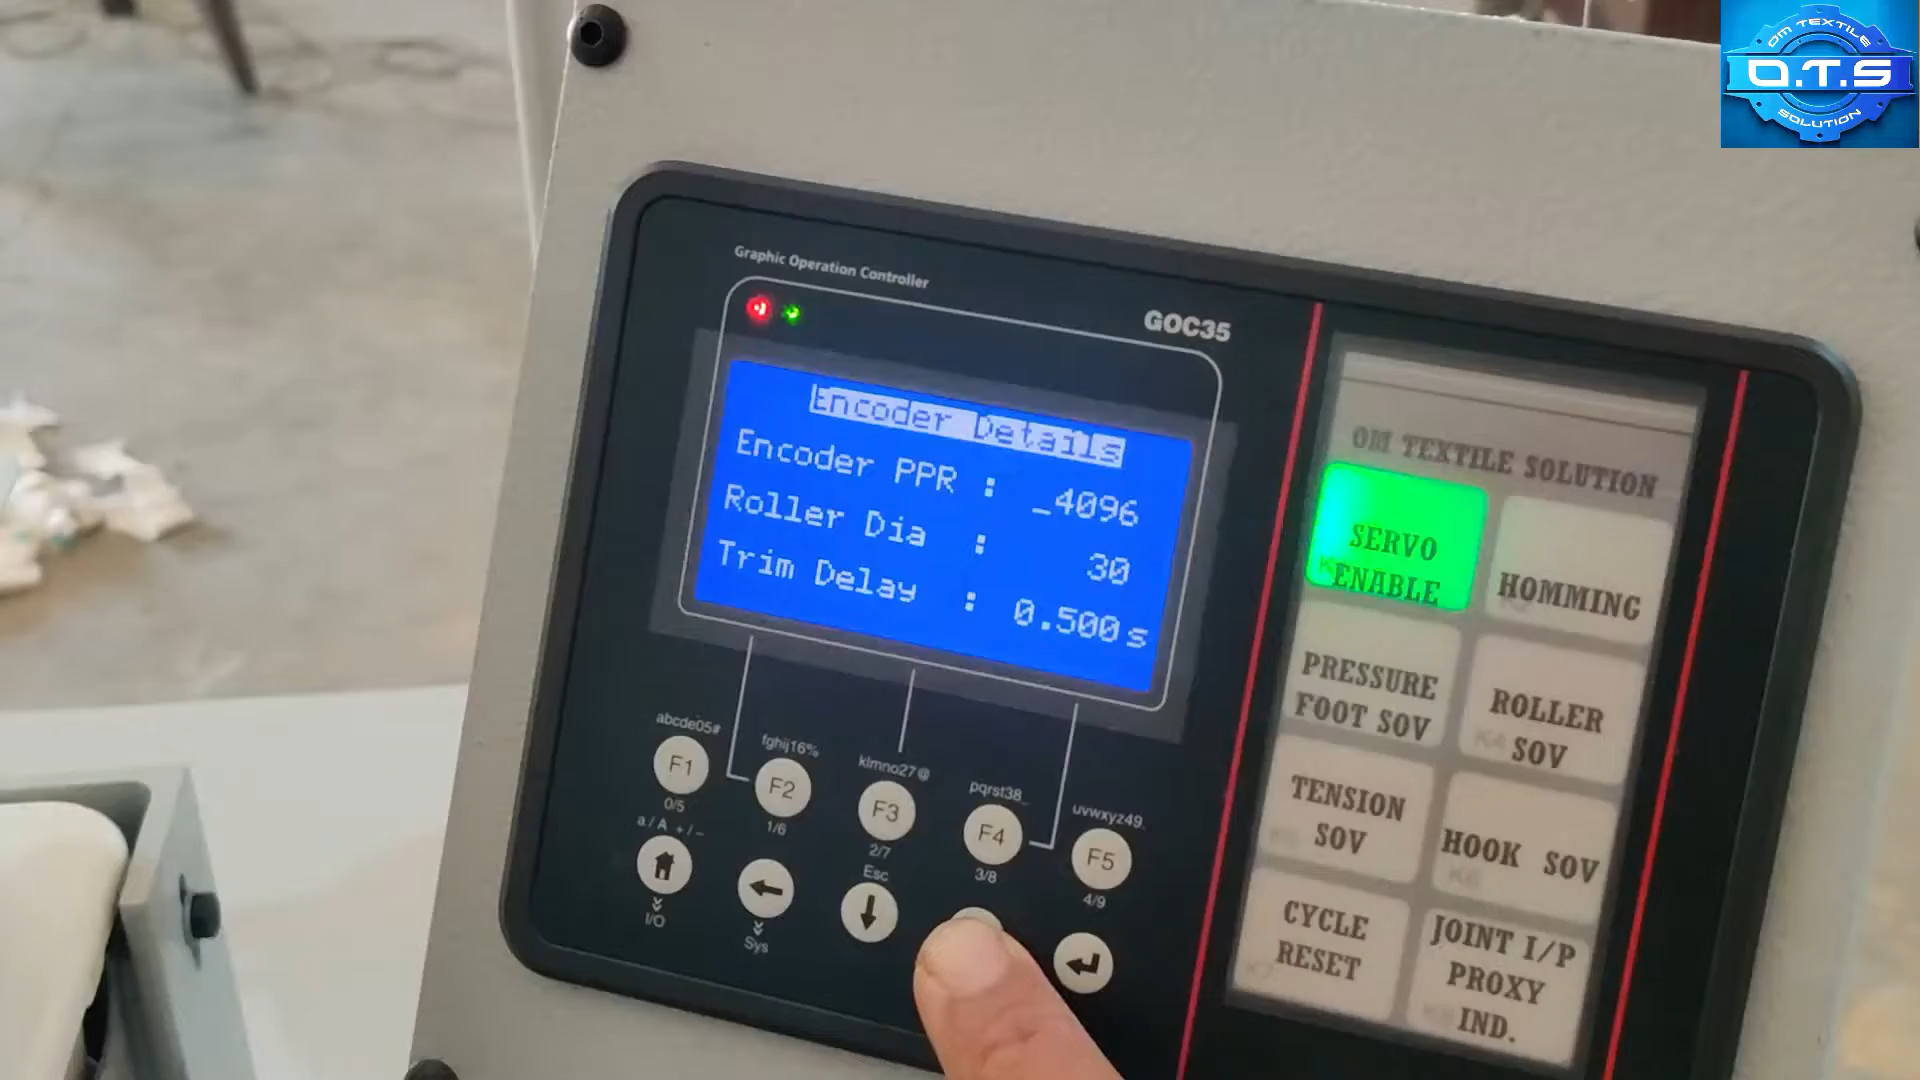 OM TEXTILE
O.T.S
SOLUTION
Graphic Operation Controller
GOC35
Encoder Details
Encoder PPR : _4096
Roller Dia : 30
Trim Delay : 0.500s
abcde05# fghij16% klmno27@ pqrst38_ uvwxyz49.
F1 F2 F3 F4 F5
0/5 1/6 2/7 3/8 4/9
a/A +/- Esc
I/O Sys
OM TEXTILE SOLUTION
SERVO ENABLE
HOMMING
PRESSURE FOOT SOV
ROLLER SOV
TENSION SOV
HOOK SOV
CYCLE RESET
JOINT I/P PROXY IND.